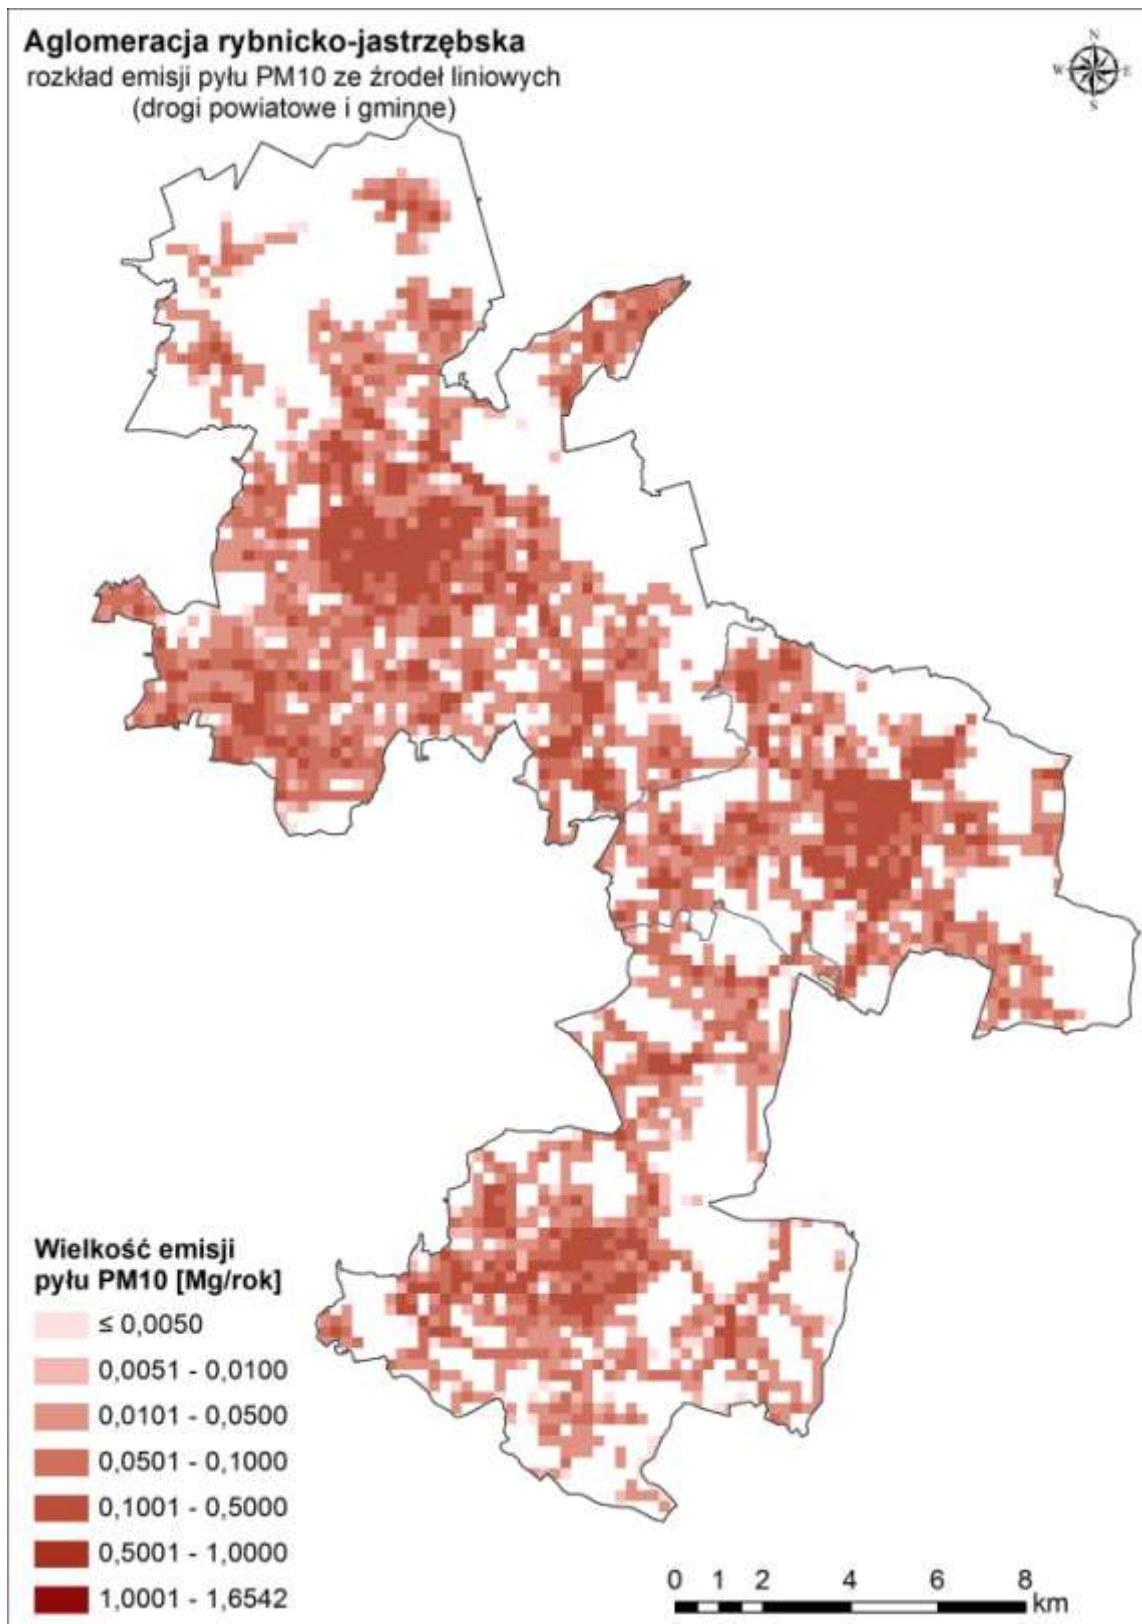 Aglomeracja rybnicko-jastrzębska
rozkład emisji pyłu PM10 ze źrodeł liniowych
(drogi powiatowe i gminne)
N
W E
S
Wielkość emisji
pyłu PM10 [Mg/rok]
≤ 0,0050
0,0051 - 0,0100
0,0101 - 0,0500
0,0501 - 0,1000
0,1001 - 0,5000
0,5001 - 1,0000
1,0001 - 1,6542
0 1 2 4 6 8
km